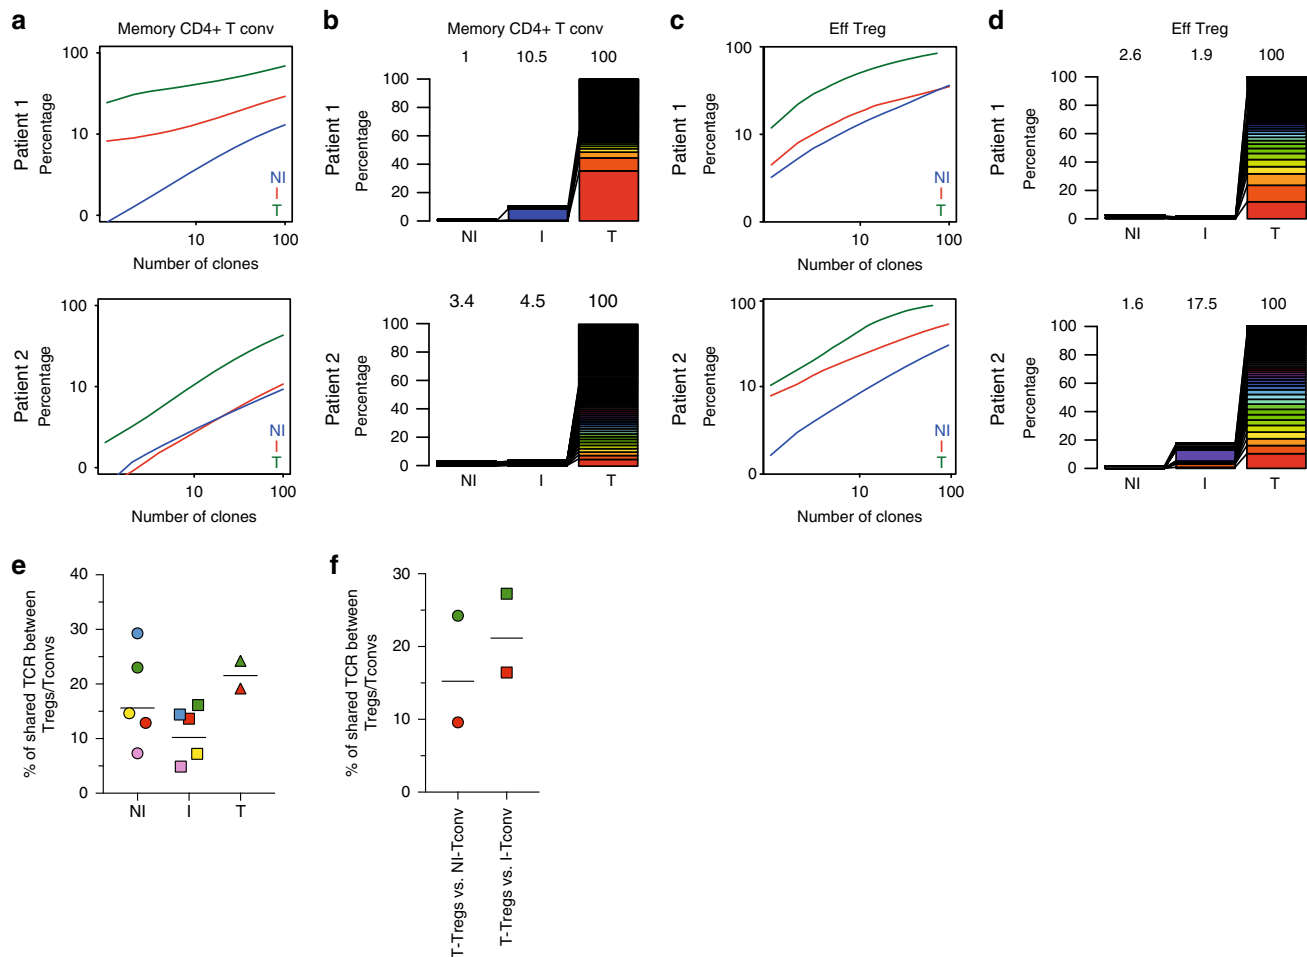 a
Memory CD4+ T conv
Patient 1
Percentage
100
10
0
NI
I
T
10
100
Number of clones
Patient 2
Percentage
100
10
0
NI
I
T
10
100
Number of clones
b
Memory CD4+ T conv
1 10.5 100
Patient 1
Percentage
100
80
60
40
20
0
NI I T
3.4 4.5 100
Patient 2
Percentage
100
80
60
40
20
0
NI I T
c
Eff Treg
Patient 1
Percentage
100
10
0
NI
I
T
10
100
Number of clones
Patient 2
Percentage
100
10
0
NI
I
T
10
100
Number of clones
d
Eff Treg
2.6 1.9 100
Patient 1
Percentage
100
80
60
40
20
0
NI I T
1.6 17.5 100
Patient 2
Percentage
100
80
60
40
20
0
NI I T
e
% of shared TCR between
Tregs/Tconvs
40
30
20
10
0
NI I T
f
% of shared TCR between
Tregs/Tconvs
30
20
10
0
T-Tregs vs. NI-Tconv
T-Tregs vs. I-Tconv